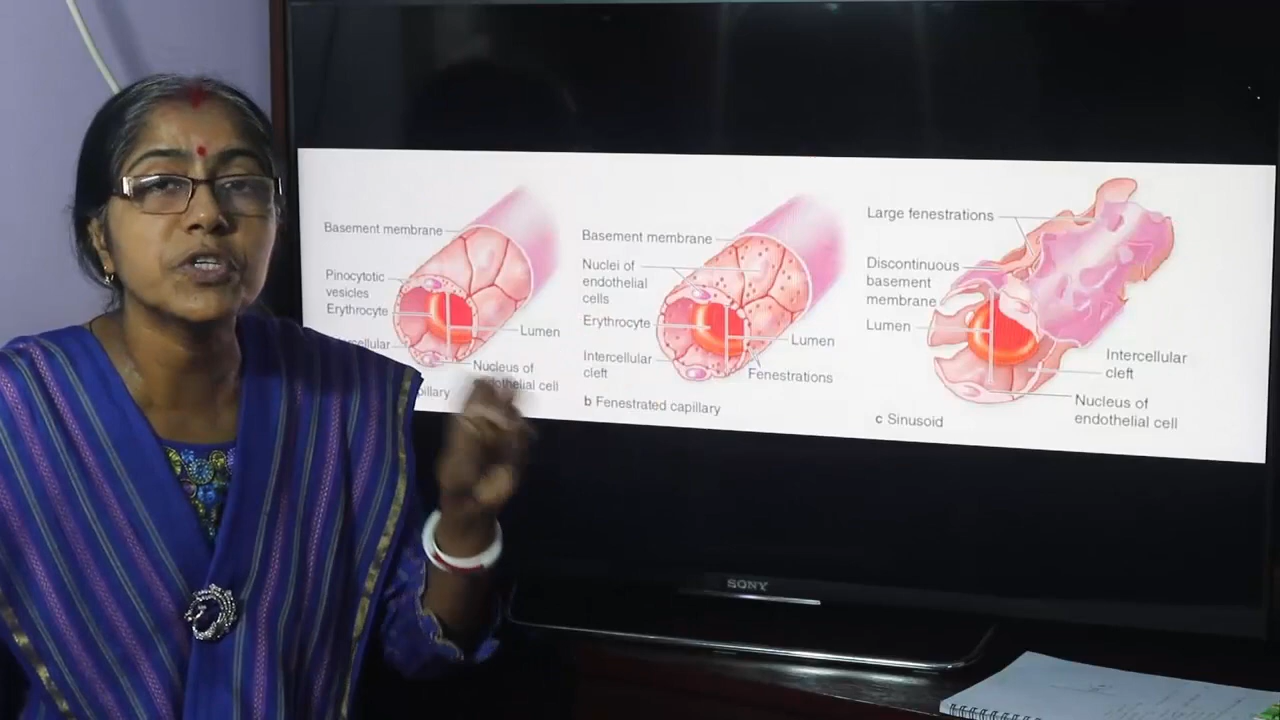 Basement membrane
Pinocytotic
vesicles
Erythrocyte
Lumen
Nucleus of
endothelial cell
Basement membrane
Nuclei of
endothelial
cells
Erythrocyte
Intercellular
cleft
Lumen
Fenestrations
b Fenestrated capillary
Large fenestrations
Discontinuous
basement
membrane
Lumen
Intercellular
cleft
Nucleus of
endothelial cell
c Sinusoid
SONY